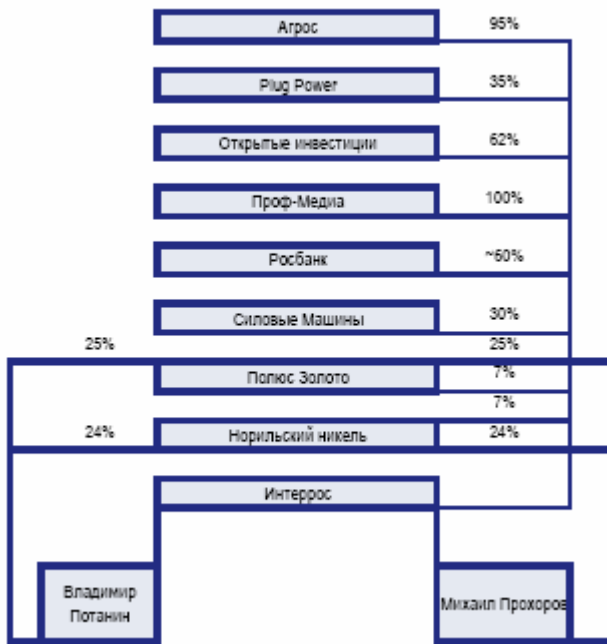 Агрос 95%
Plug Power 35%
Открытые инвестиции 62%
Проф-Медиа 100%
Росбанк ~60%
Силовые Машины 30%
25% 25%
Полюс Золото 7%
7%
24% Норильский никель 24%
Интеррос
Владимир
Потанин
Михаил Прохоров